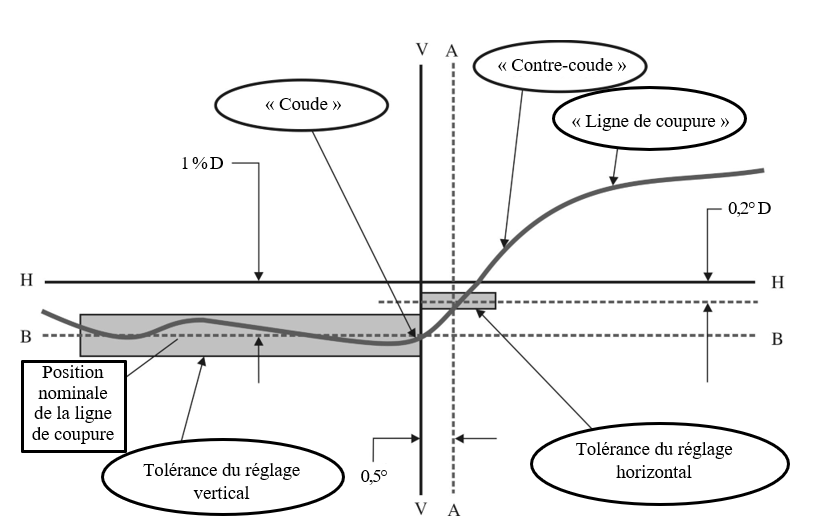 V
A
« Contre-coude »
« Coude »
« Ligne de coupure »
1 % D
0,2° D
H
H
B
B
Position
nominale
de la ligne
de coupure
Tolérance du réglage
vertical
0,5°
Tolérance du réglage
horizontal
V
A